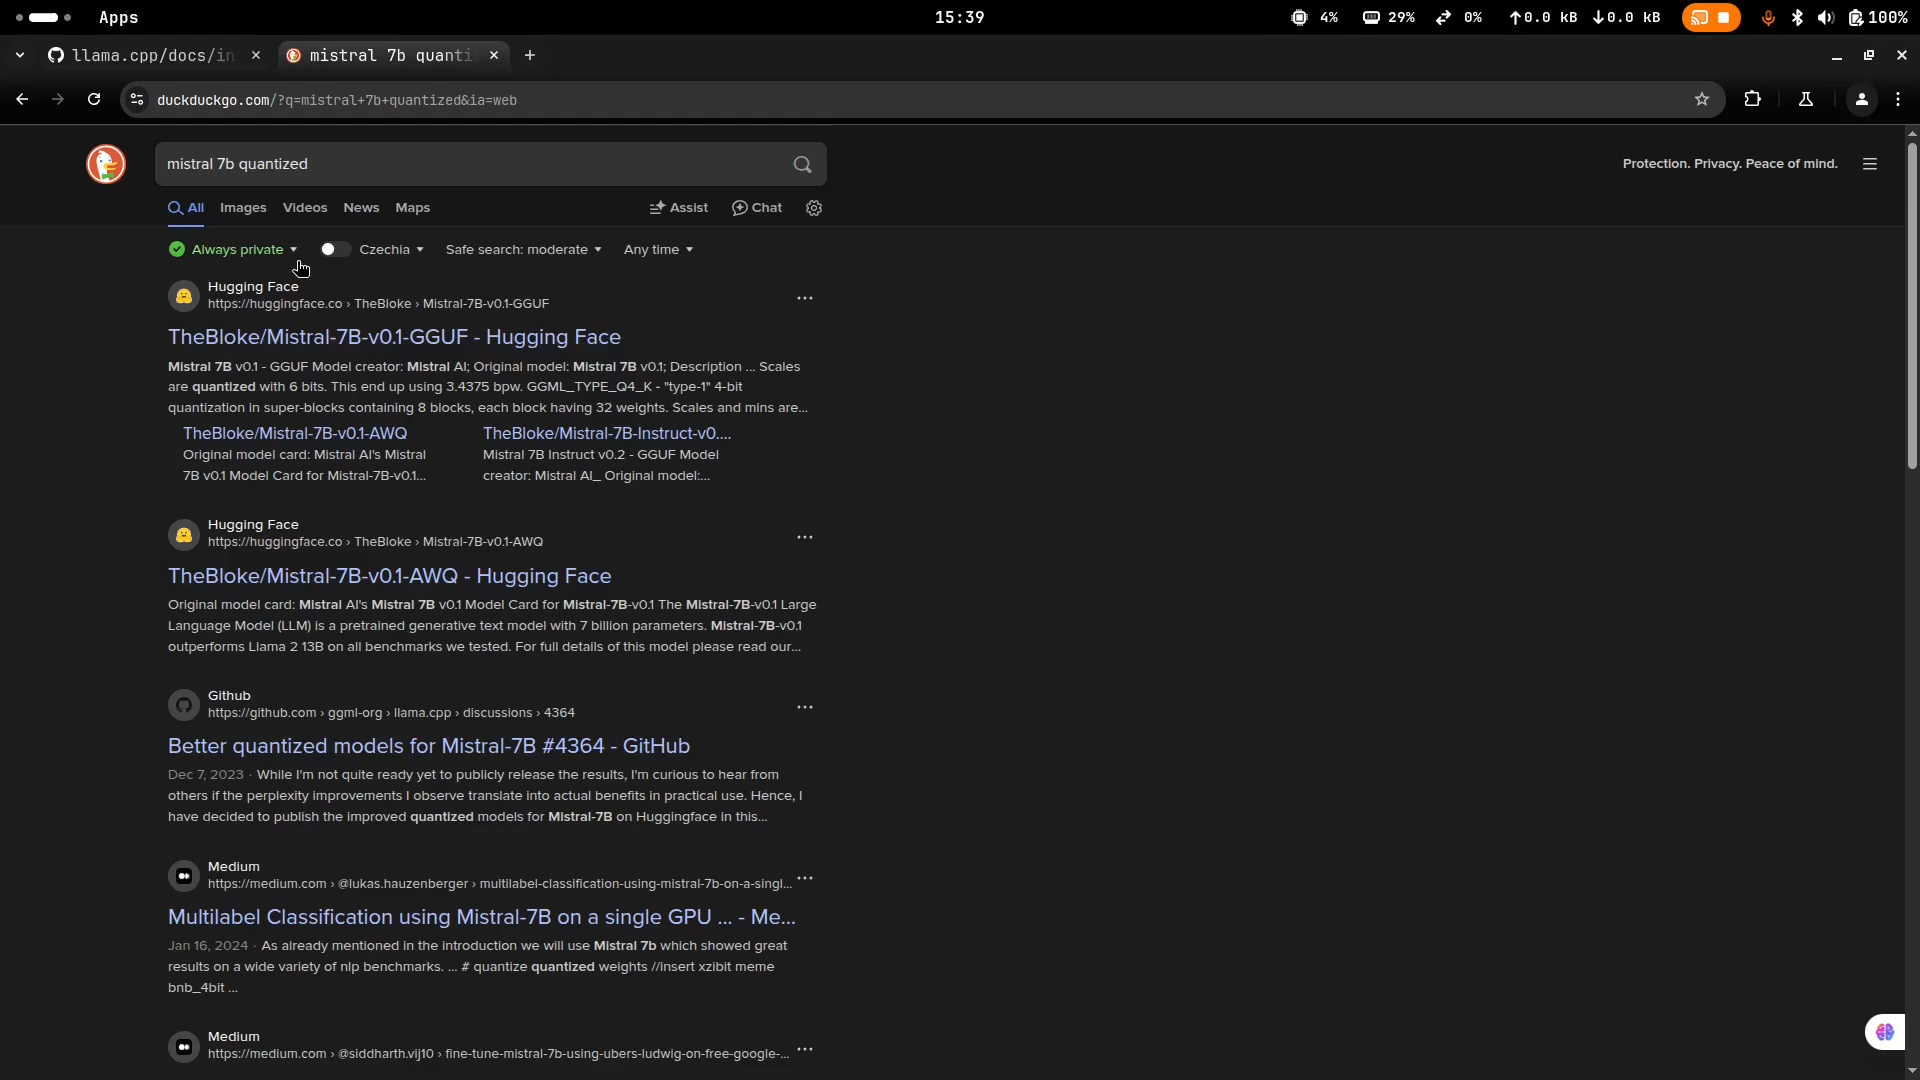 Apps
15:39
4%
29%
0%
↑0.0 kB ↓0.0 kB
100%
llama.cpp/docs/in
mistral 7b quanti
duckduckgo.com/?q=mistral+7b+quantized&ia=web
mistral 7b quantized
Protection. Privacy. Peace of mind.
All
Images
Videos
News
Maps
Assist
Chat
Always private
Czechia
Safe search: moderate
Any time
Hugging Face
https://huggingface.co › TheBloke › Mistral-7B-v0.1-GGUF
TheBloke/Mistral-7B-v0.1-GGUF - Hugging Face
Mistral 7B v0.1 - GGUF Model creator: Mistral AI; Original model: Mistral 7B v0.1; Description ... Scales
are quantized with 6 bits. This end up using 3.4375 bpw. GGML_TYPE_Q4_K - "type-1" 4-bit
quantization in super-blocks containing 8 blocks, each block having 32 weights. Scales and mins are...
TheBloke/Mistral-7B-v0.1-AWQ
Original model card: Mistral AI's Mistral
7B v0.1 Model Card for Mistral-7B-v0.1...
TheBloke/Mistral-7B-Instruct-v0....
Mistral 7B Instruct v0.2 - GGUF Model
creator: Mistral AI_ Original model:...
Hugging Face
https://huggingface.co › TheBloke › Mistral-7B-v0.1-AWQ
TheBloke/Mistral-7B-v0.1-AWQ - Hugging Face
Original model card: Mistral AI's Mistral 7B v0.1 Model Card for Mistral-7B-v0.1 The Mistral-7B-v0.1 Large
Language Model (LLM) is a pretrained generative text model with 7 billion parameters. Mistral-7B-v0.1
outperforms Llama 2 13B on all benchmarks we tested. For full details of this model please read our...
Github
https://github.com › ggml-org › llama.cpp › discussions › 4364
Better quantized models for Mistral-7B #4364 - GitHub
Dec 7, 2023 · While I'm not quite ready yet to publicly release the results, I'm curious to hear from
others if the perplexity improvements I observe translate into actual benefits in practical use. Hence, I
have decided to publish the improved quantized models for Mistral-7B on Huggingface in this...
Medium
https://medium.com › @lukas.hauzenberger › multilabel-classification-using-mistral-7b-on-a-singl...
Multilabel Classification using Mistral-7B on a single GPU ... - Me...
Jan 16, 2024 · As already mentioned in the introduction we will use Mistral 7b which showed great
results on a wide variety of nlp benchmarks. ... # quantize quantized weights //insert xzibit meme
bnb_4bit ...
Medium
https://medium.com › @siddharth.vij10 › fine-tune-mistral-7b-using-ubers-ludwig-on-free-google-...